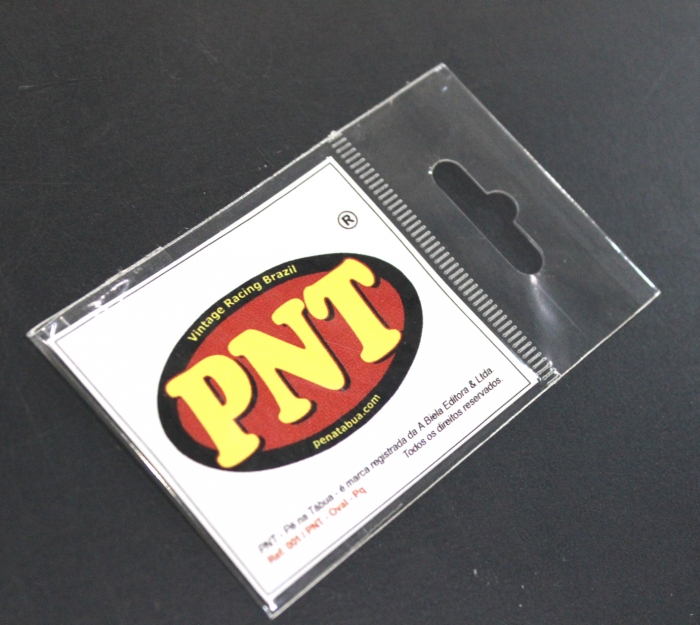 ®
Vintage Racing Brazil
PNT
penatabua.com
PNT - Pé na Tábua - é marca registrada da A Biela Editora & Ltda.
Todos os direitos reservados.
Ref. 001 / PNT - Oval - Pq